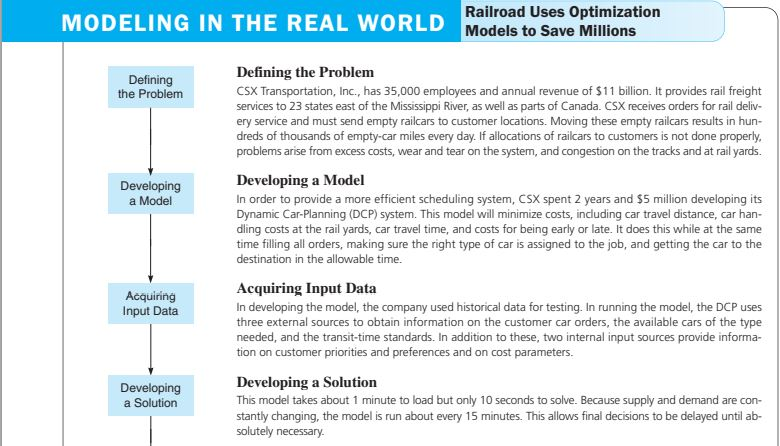 MODELING IN THE REAL WORLD
Railroad Uses Optimization
Models to Save Millions
Defining
the Problem
Defining the Problem
CSX Transportation, Inc., has 35,000 employees and annual revenue of $11 billion. It provides rail freight
services to 23 states east of the Mississippi River, as well as parts of Canada. CSX receives orders for rail deliv-
ery service and must send empty railcars to customer locations. Moving these empty railcars results in hun-
dreds of thousands of empty-car miles every day. If allocations of railcars to customers is not done properly,
problems arise from excess costs, wear and tear on the system, and congestion on the tracks and at rail yards.
Developing
a Model
Developing a Model
In order to provide a more efficient scheduling system, CSX spent 2 years and $5 million developing its
Dynamic Car-Planning (DCP) system. This model will minimize costs, including car travel distance, car han-
dling costs at the rail yards, car travel time, and costs for being early or late. It does this while at the same
time filling all orders, making sure the right type of car is assigned to the job, and getting the car to the
destination in the allowable time.
Acquiring
Input Data
Acquiring Input Data
In developing the model, the company used historical data for testing. In running the model, the DCP uses
three external sources to obtain information on the customer car orders, the available cars of the type
needed, and the transit-time standards. In addition to these, two internal input sources provide informa-
tion on customer priorities and preferences and on cost parameters.
Developing
a Solution
Developing a Solution
This model takes about 1 minute to load but only 10 seconds to solve. Because supply and demand are con-
stantly changing, the model is run about every 15 minutes. This allows final decisions to be delayed until ab-
solutely necessary.